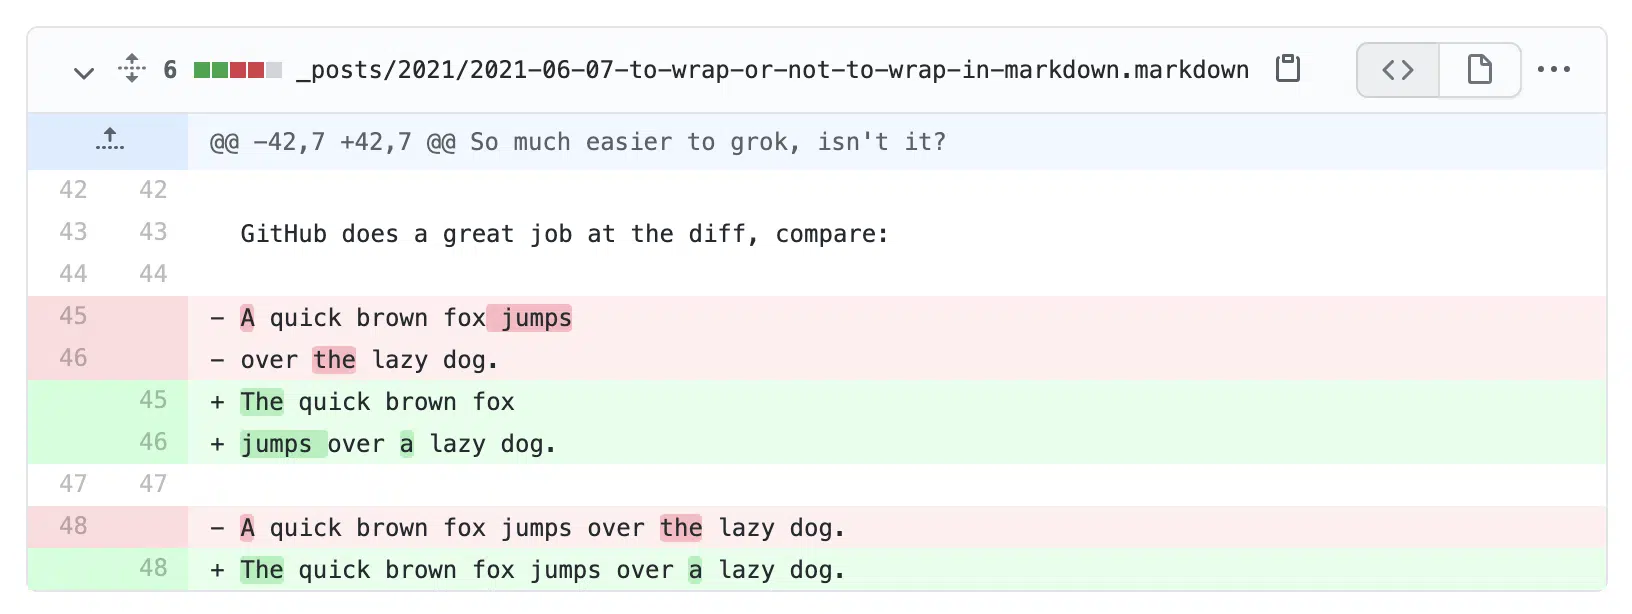 6 _posts/2021/2021-06-07-to-wrap-or-not-to-wrap-in-markdown.markdown
@@ -42,7 +42,7 @@ So much easier to grok, isn't it?
42 42
43 43 GitHub does a great job at the diff, compare:
44 44
45 - A quick brown fox jumps
46 - over the lazy dog.
45 + The quick brown fox
46 + jumps over a lazy dog.
47 47
48 - A quick brown fox jumps over the lazy dog.
48 + The quick brown fox jumps over a lazy dog.